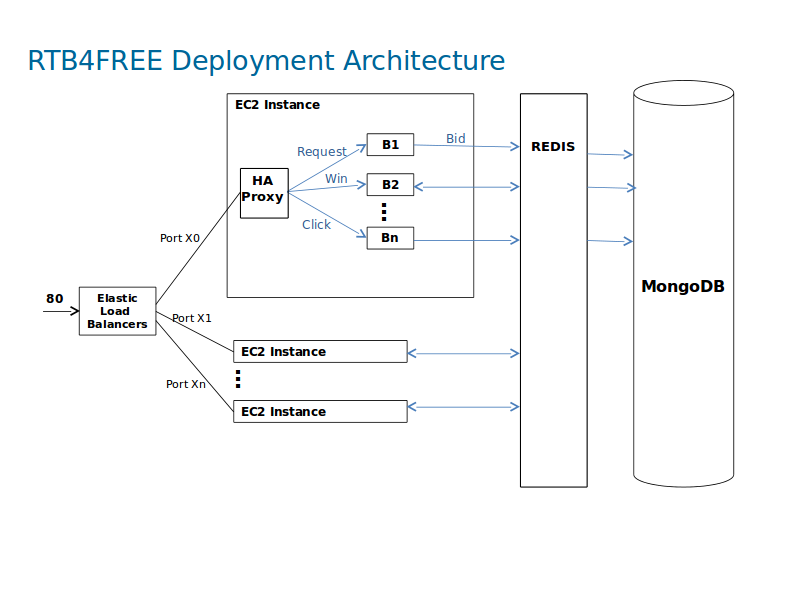 RTB4FREE Deployment Architecture
EC2 Instance
Bid
B1
REDIS
Request
HA
Proxy
Win
B2
Click
Bn
Port X0
MongoDB
80
Elastic
Load
Balancers
Port X1
EC2 Instance
Port Xn
EC2 Instance